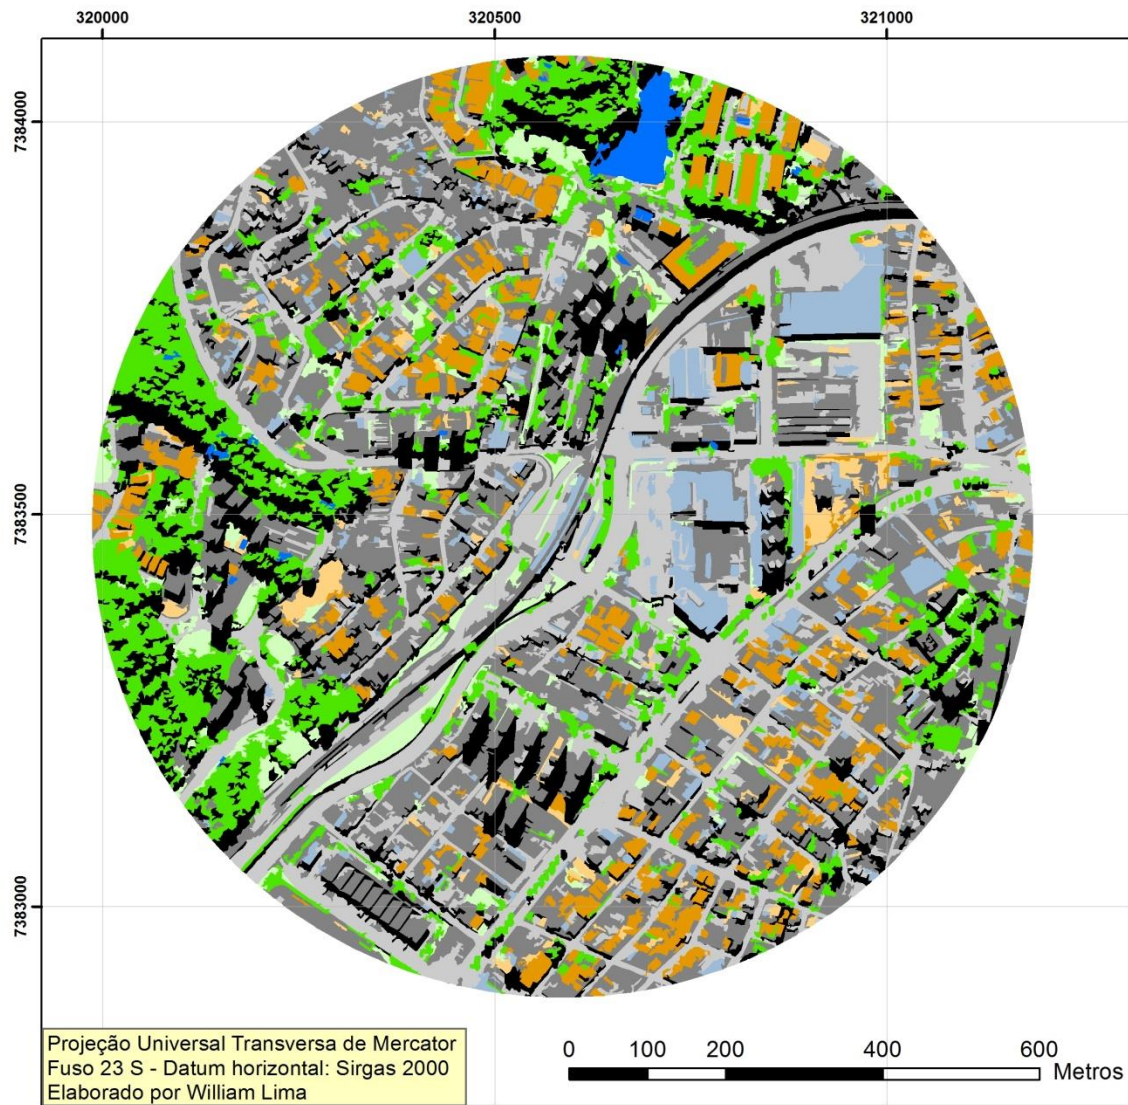 320000
320500
321000
7384000
7383500
7383000
Projeção Universal Transversa de Mercator
Fuso 23 S - Datum horizontal: Sirgas 2000
Elaborado por William Lima
0 100 200 400 600
Metros